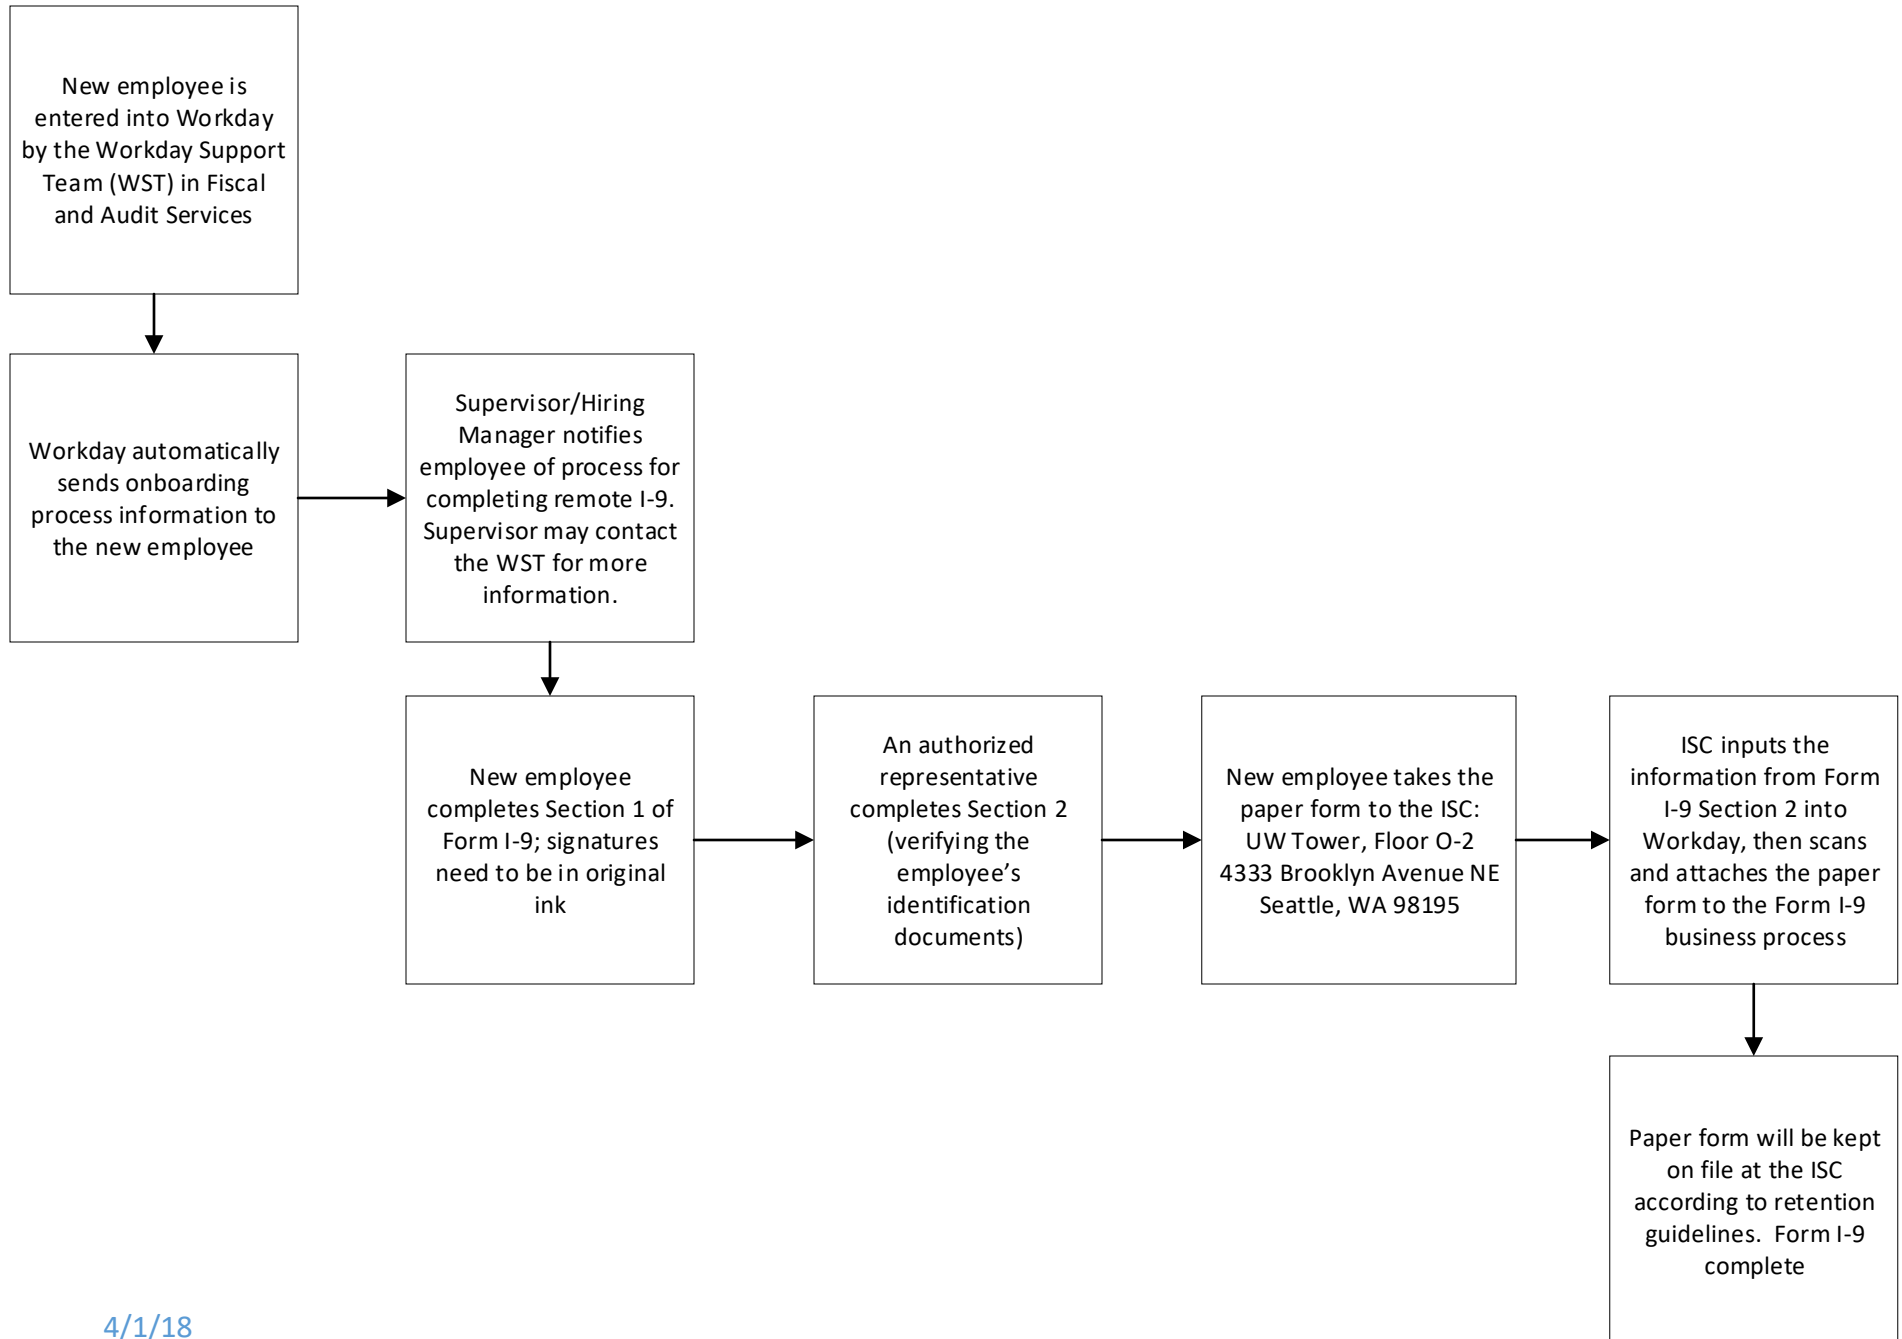 New employee is
entered into Workday
by the Workday Support
Team (WST) in Fiscal
and Audit Services
Workday automatically
sends onboarding
process information to
the new employee
Supervisor/Hiring
Manager notifies
employee of process for
completing remote I-9.
Supervisor may contact
the WST for more
information.
New employee
completes Section 1 of
Form I-9; signatures
need to be in original
ink
An authorized
representative
completes Section 2
(verifying the
employee’s
identification
documents)
New employee takes the
paper form to the ISC:
UW Tower, Floor O-2
4333 Brooklyn Avenue NE
Seattle, WA 98195
ISC inputs the
information from Form
I-9 Section 2 into
Workday, then scans
and attaches the paper
form to the Form I-9
business process
Paper form will be kept
on file at the ISC
according to retention
guidelines.  Form I-9
complete
4/1/18